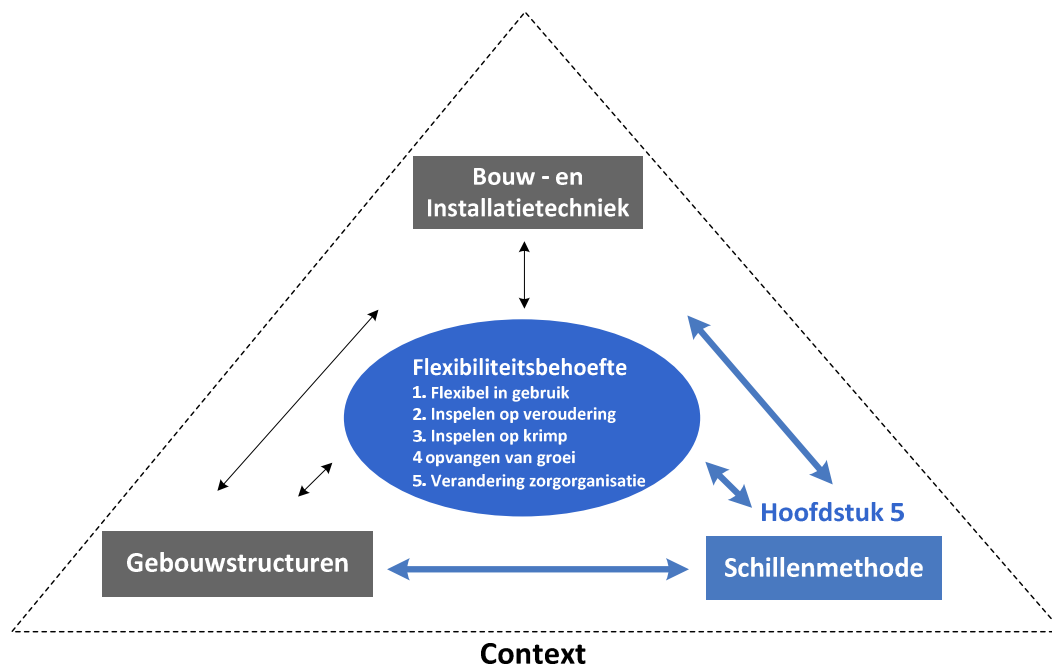 Bouw - en
Installatietechniek
Flexibiliteitsbehoefte
1. Flexibel in gebruik
2. Inspelen op veroudering
3. Inspelen op krimp
4 opvangen van groei
5. Verandering zorgorganisatie
Hoofdstuk 5
Gebouwstructuren
Schillenmethode
Context